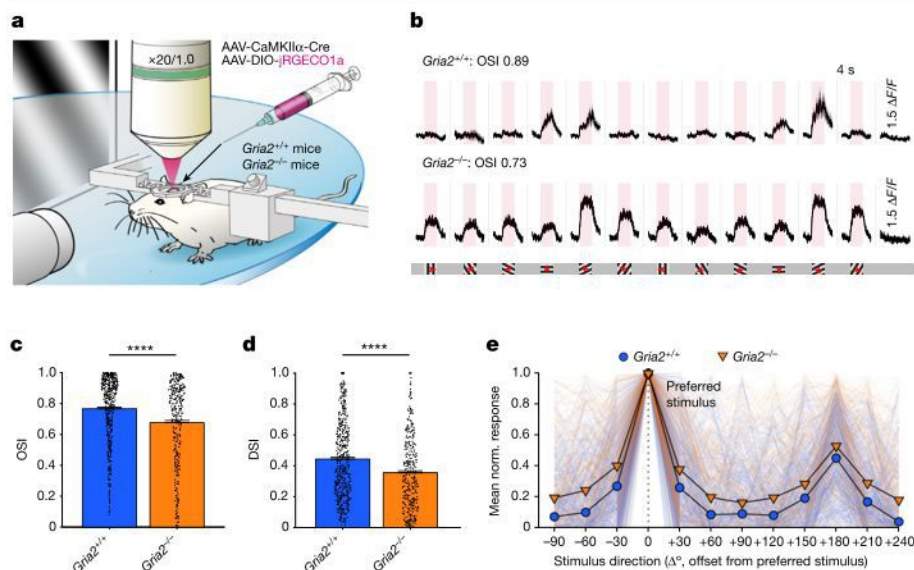 a
AAV-CaMKIIα-Cre
AAV-DIO-jRGECO1a
×20/1.0
Gria2+/+ mice
Gria2–/– mice
b
Gria2+/+: OSI 0.89
4 s
1.5 ΔF/F
Gria2–/–: OSI 0.73
1.5 ΔF/F
c
****
1.0
0.8
0.6
0.4
0.2
0
OSI
Gria2+/+
Gria2–/–
d
****
1.0
0.8
0.6
0.4
0.2
0
DSI
Gria2+/+
Gria2–/–
e
Gria2+/+ Gria2–/–
Preferred
stimulus
1.0
0.8
0.6
0.4
0.2
0
Mean norm. response
–90 –60 –30 0 +30 +60 +90 +120 +150 +180 +210 +240
Stimulus direction (Δ°, offset from preferred stimulus)